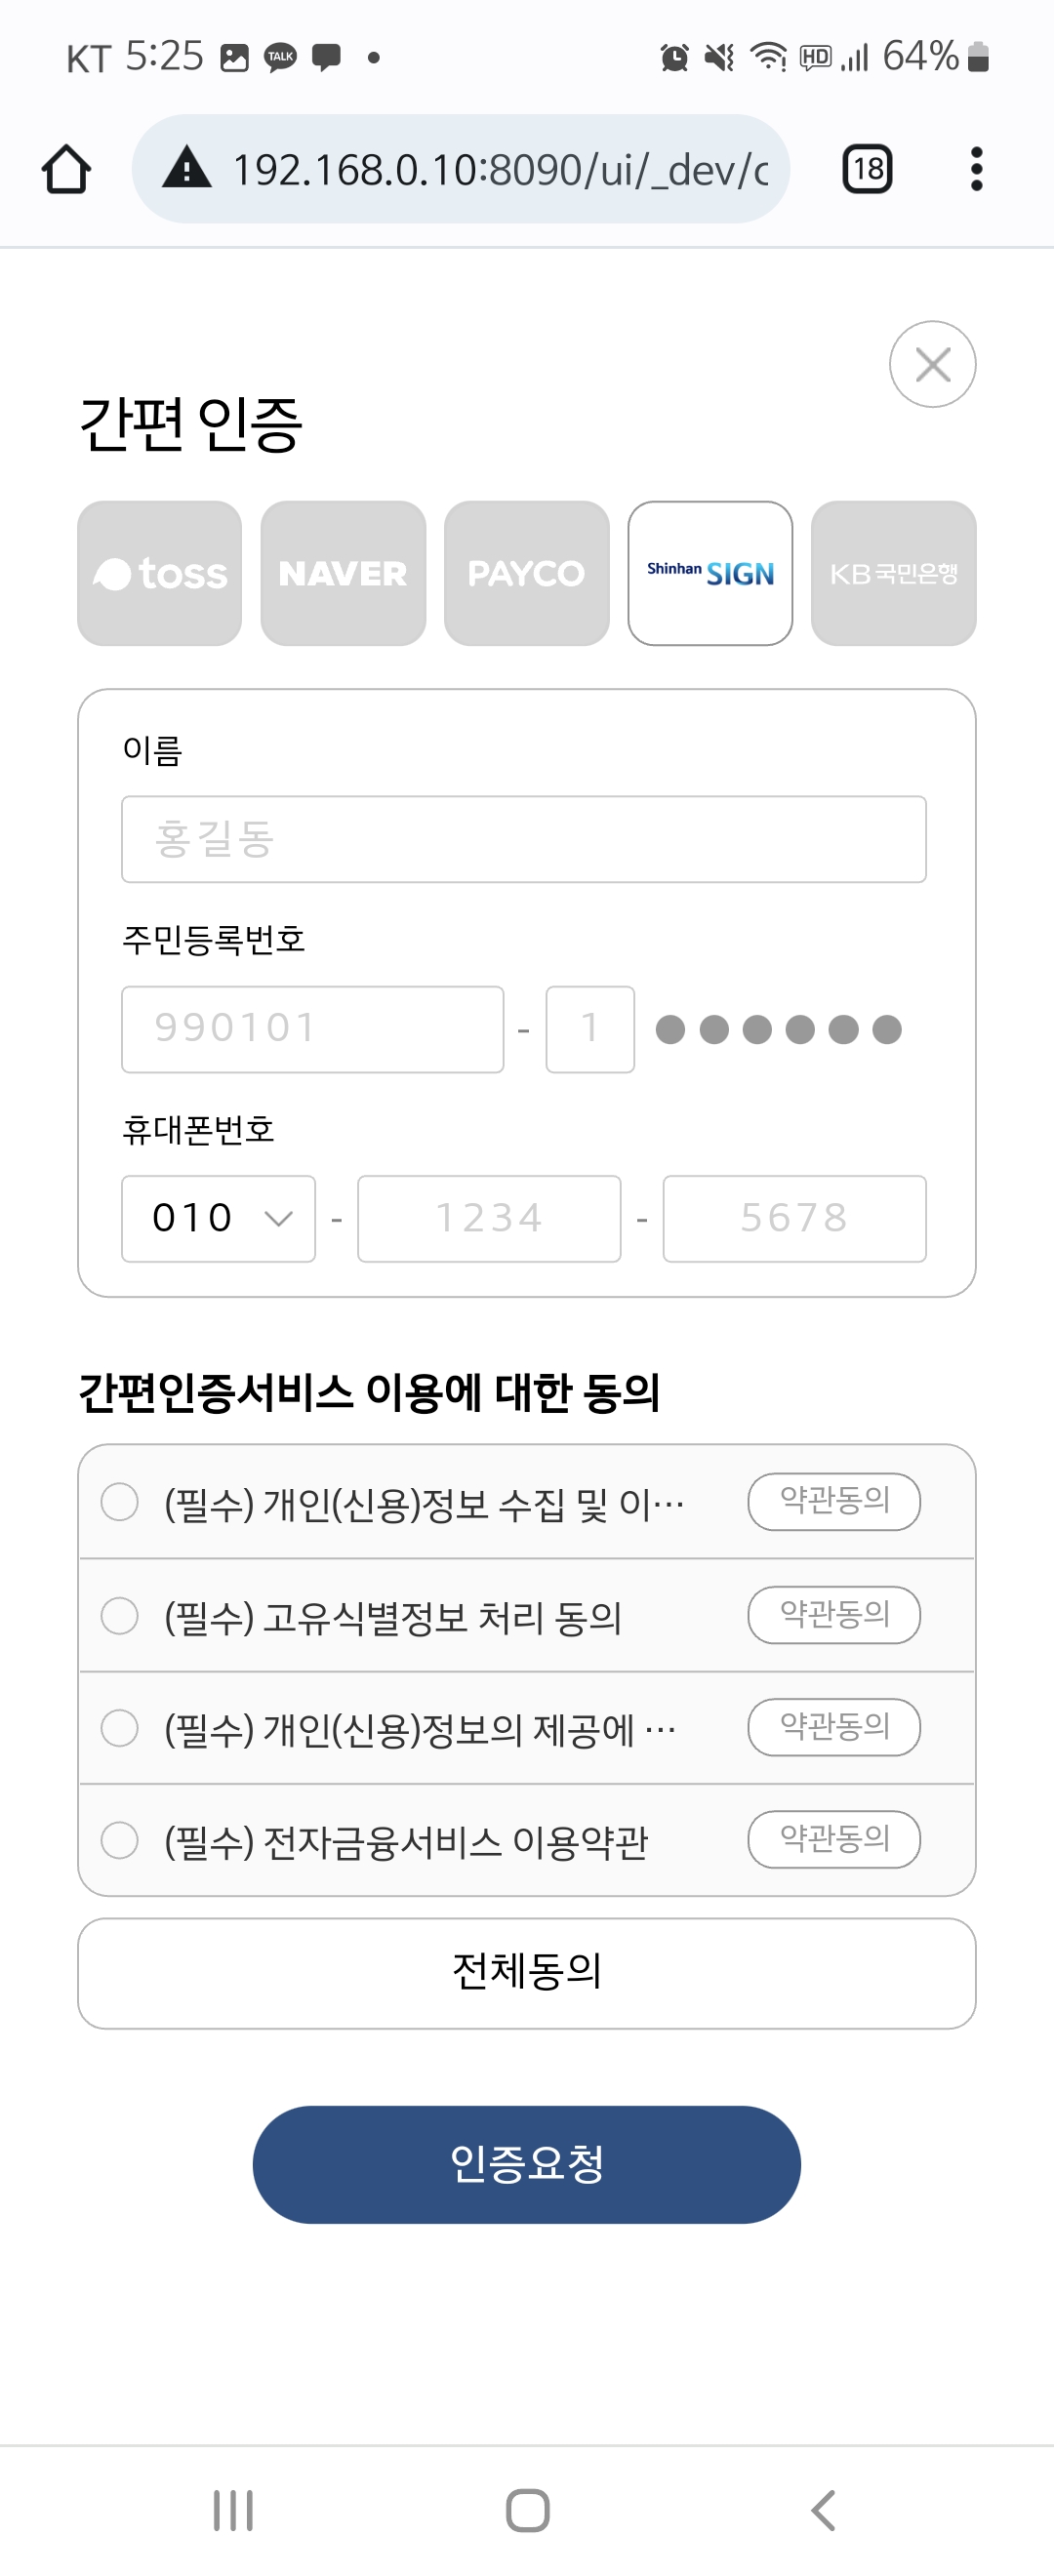 KT 5:25 TALK HD 64%
192.168.0.10:8090/ui/_dev/c 18
간편 인증
toss NAVER PAYCO Shinhan SIGN KB 국민은행
이름
홍길동
주민등록번호
990101 - 1 ●●●●●●
휴대폰번호
010 - 1234 - 5678
간편인증서비스 이용에 대한 동의
(필수) 개인(신용)정보 수집 및 이… 약관동의
(필수) 고유식별정보 처리 동의 약관동의
(필수) 개인(신용)정보의 제공에 … 약관동의
(필수) 전자금융서비스 이용약관 약관동의
전체동의
인증요청